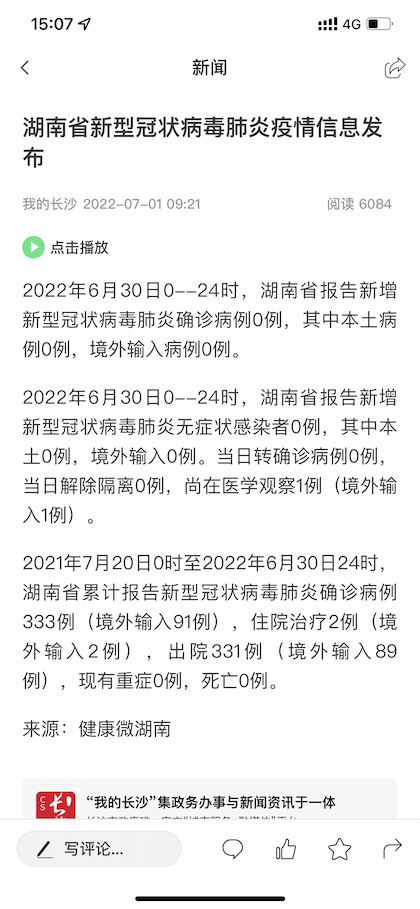 15:07
4G
新闻
湖南省新型冠状病毒肺炎疫情信息发
布
我的长沙 2022-07-01 09:21 阅读 6084
点击播放
2022年6月30日0--24时，湖南省报告新增
新型冠状病毒肺炎确诊病例0例，其中本土病
例0例，境外输入病例0例。
2022年6月30日0--24时，湖南省报告新增
新型冠状病毒肺炎无症状感染者0例，其中本
土0例，境外输入0例。当日转确诊病例0例，
当日解除隔离0例，尚在医学观察1例（境外输
入1例）。
2021年7月20日0时至2022年6月30日24时，
湖南省累计报告新型冠状病毒肺炎确诊病例
333例（境外输入91例），住院治疗2例（境
外输入2例），出院331例（境外输入89
例），现有重症0例，死亡0例。
来源：健康微湖南
“我的长沙”集政务办事与新闻资讯于一体
写评论...